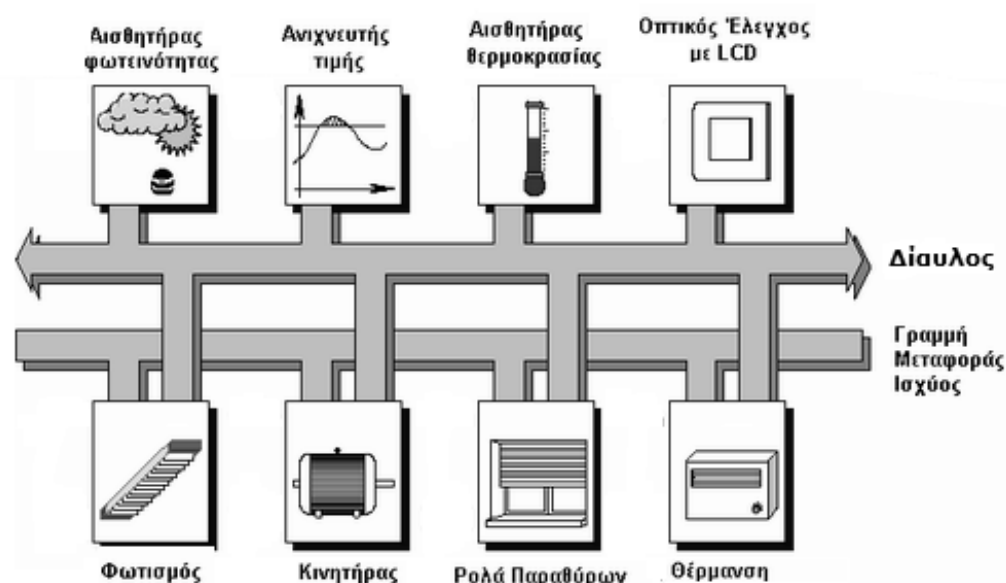 Αισθητήρας
φωτεινότητας
Ανιχνευτής
τιμής
Αισθητήρας
θερμοκρασίας
Οπτικός Έλεγχος
με LCD
Δίαυλος
Γραμμή
Μεταφοράς
Ισχύος
Φωτισμός
Κινητήρας
Ρολά Παραθύρων
Θέρμανση